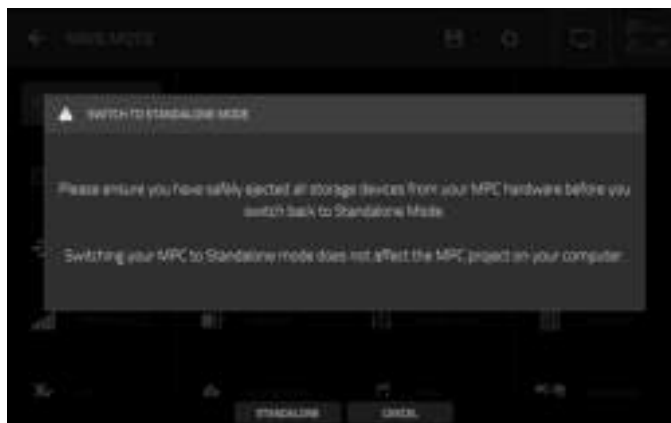 SWITCH TO STANDALONE MODE
Please ensure you have safely ejected all storage devices from your MPC hardware before you
switch back to Standalone Mode.
Switching your MPC to Standalone mode does not affect the MPC project on your computer.
STANDALONE
CANCEL